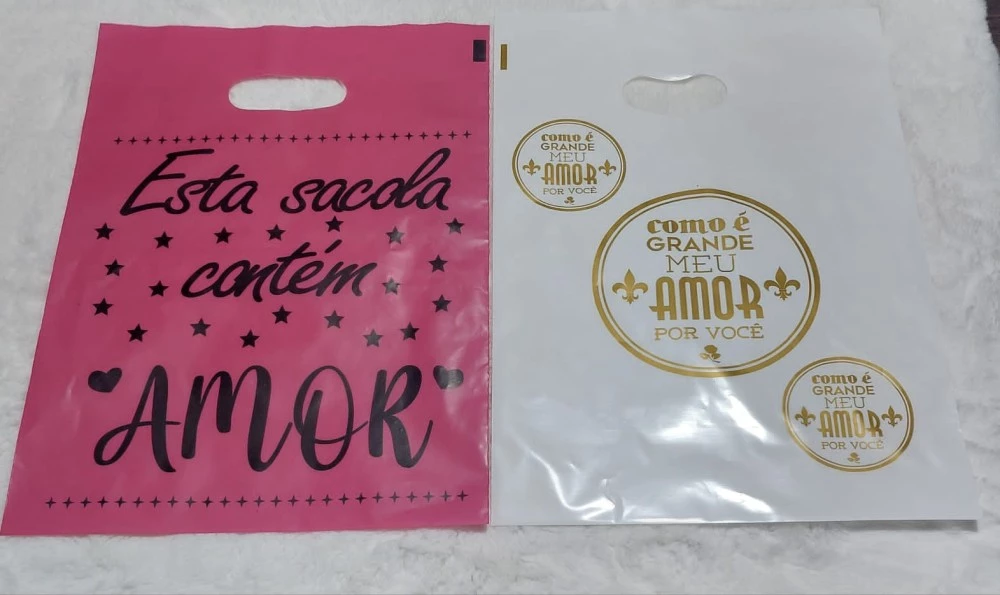 Esta sacola
contém
AMOR
como é
GRANDE
MEU
AMOR
POR VOCÊ
como é
GRANDE
MEU
AMOR
POR VOCÊ
como é
GRANDE
MEU
AMOR
POR VOCÊ